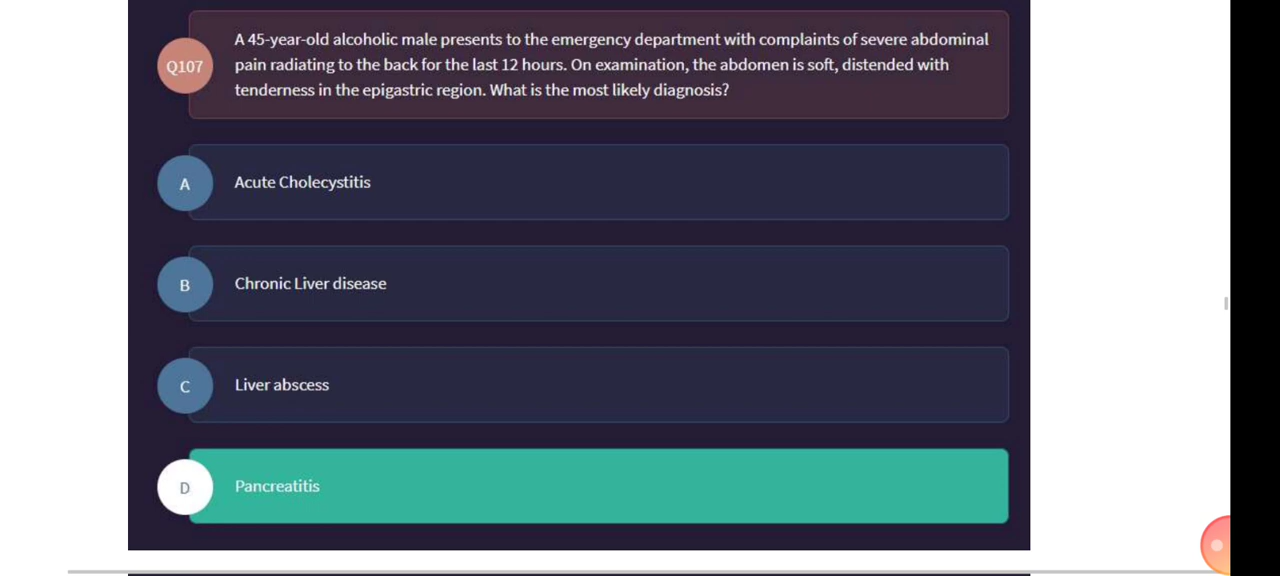 Q107
A 45-year-old alcoholic male presents to the emergency department with complaints of severe abdominal
pain radiating to the back for the last 12 hours. On examination, the abdomen is soft, distended with
tenderness in the epigastric region. What is the most likely diagnosis?
A
Acute Cholecystitis
B
Chronic Liver disease
C
Liver abscess
D
Pancreatitis